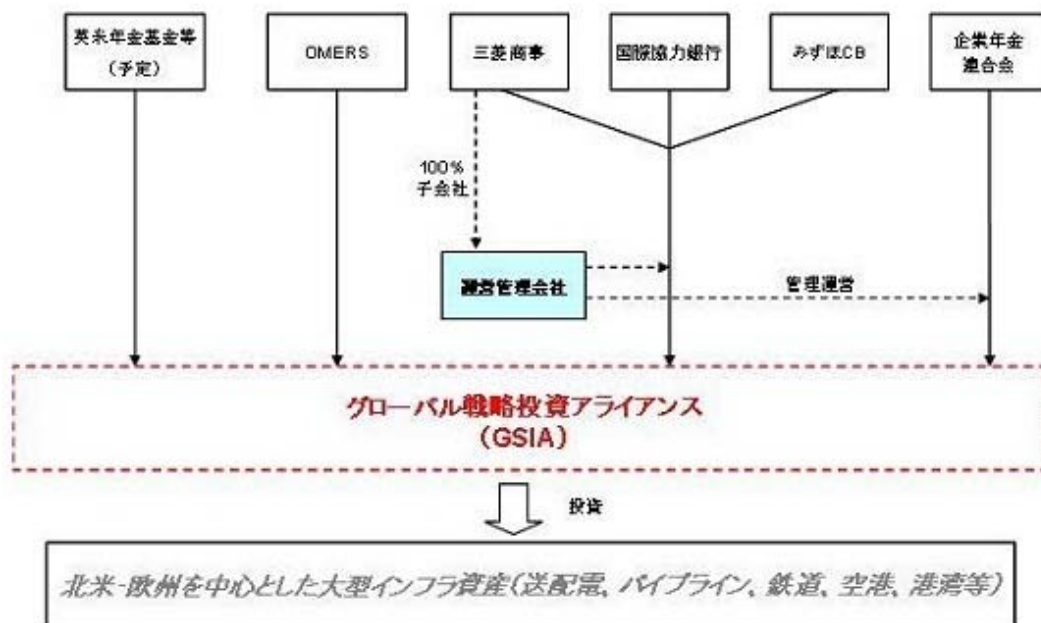 英米年金基金等
（予定）
OMERS
三菱商事
国際協力銀行
みずほCB
企業年金
連合会
100%
子会社
運営管理会社
管理運営
グローバル戦略投資アライアンス
（GSIA）
投資
北米・欧州を中心とした大型インフラ資産（送配電、パイプライン、鉄道、空港、港湾等）